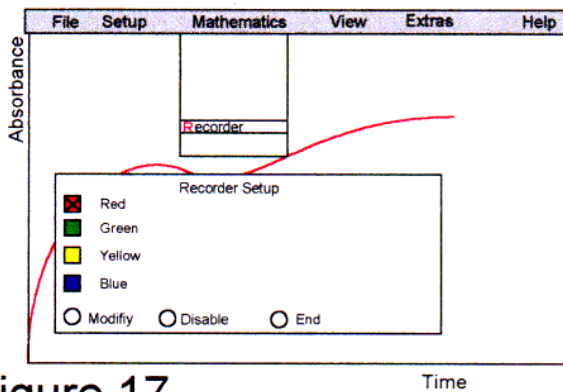 File Setup Mathematics View Extras Help
Absorbance
Recorder
Recorder Setup
Red
Green
Yellow
Blue
Modifiy Disable End
Time
igure 17